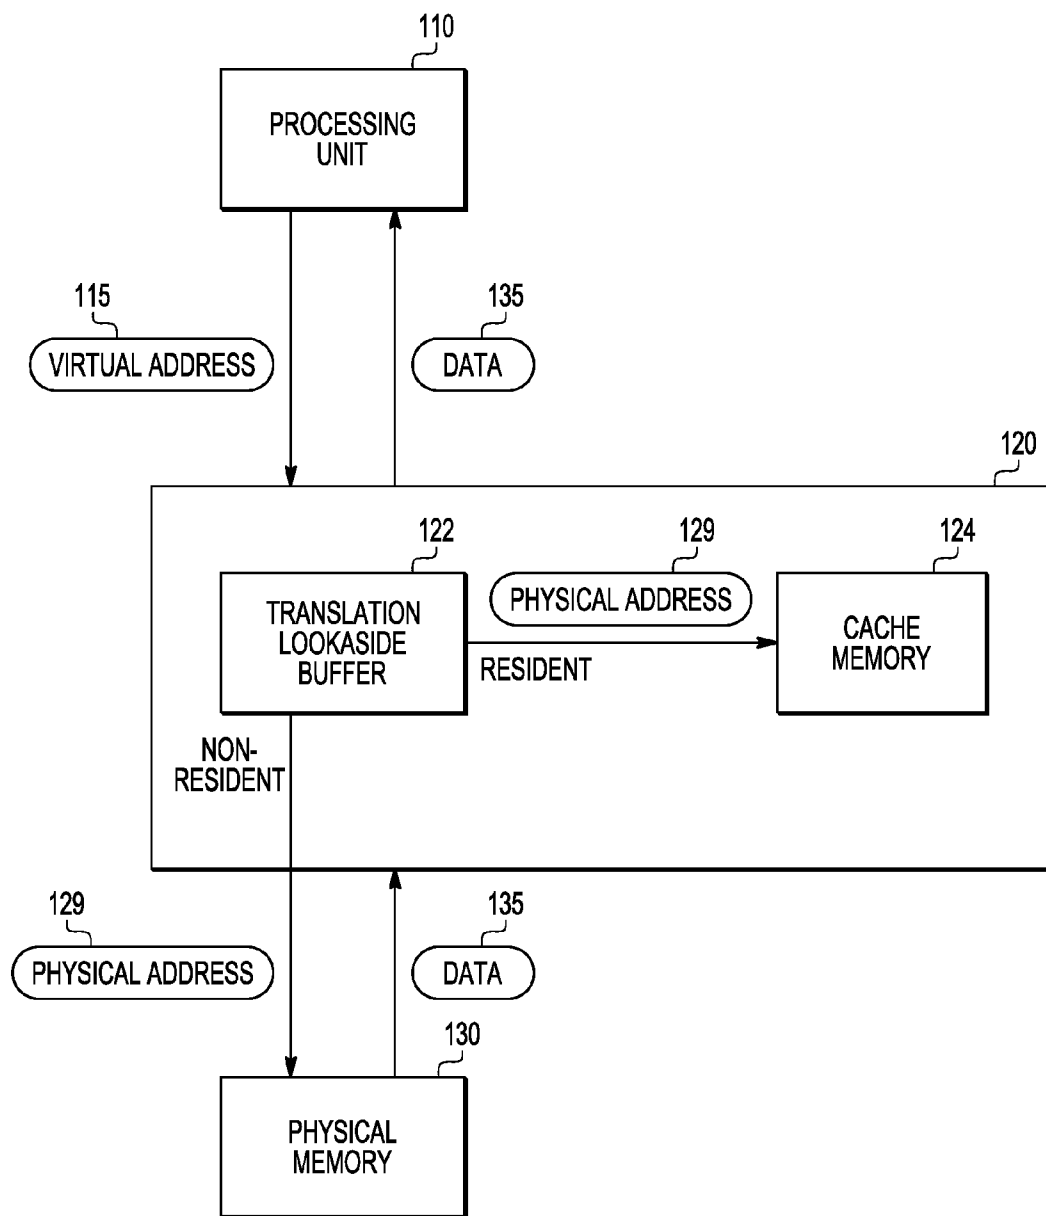 110
PROCESSING
UNIT
115
135
VIRTUAL ADDRESS
DATA
120
122
129
124
TRANSLATION
LOOKASIDE
BUFFER
PHYSICAL ADDRESS
RESIDENT
CACHE
MEMORY
NON-
RESIDENT
129
135
PHYSICAL ADDRESS
DATA
130
PHYSICAL
MEMORY